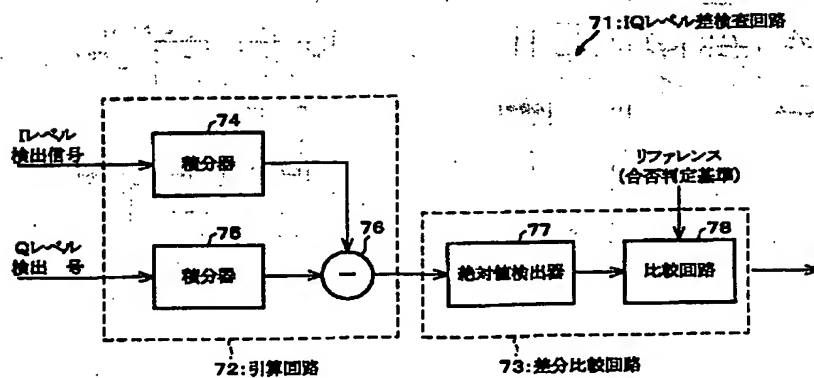 71:IQレベル差検査回路
Iレベル
検出信号
74
積分器
リファレンス
(合否判定基準)
Qレベル
検出 号
75
積分器
76
−
77
絶対値検出器
78
比較回路
72:引算回路
73:差分比較回路